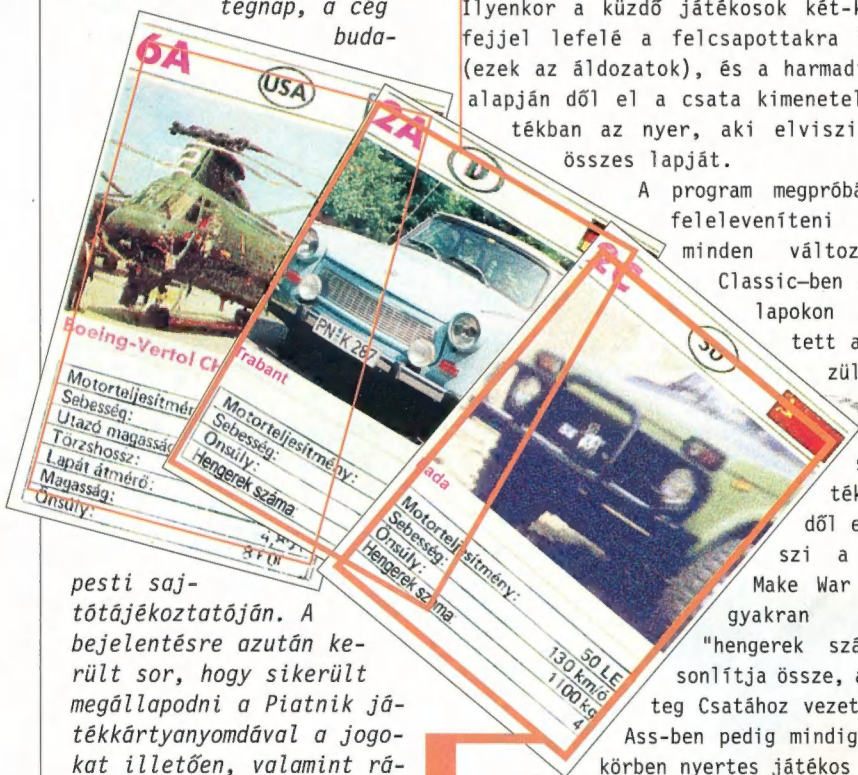 tegnap, a cég
buda-
6A
USA
Boeing-Vertol CH
Motorteljesítmén
Sebesség:
Utazó magasság
Törzshossz:
Lapát átmérő:
Magasság:
Önsúly:
2A
D
PN·K 287
Trabant
Motorteljesítmény:
Sebesség:
Önsúly:
Hengerek száma:
2C
SU
Lada
Motorteljesítmény:
Sebesség:
Önsúly:
Hengerek száma:
50 LE
130 km/ó
1100 kg
4
pesti saj-
tótájékoztatóján. A
bejelentésre azután ke-
rült sor, hogy sikerült
megállapodni a Piatnik já-
tékkártyanyomdával a jogo-
kat illetően, valamint rá-
Ilyenkor a küzdő játékosok két-k
fejjel lefelé a felcsapottakra
(ezek az áldozatok), és a harmad
alapján dől el a csata kimenetel
tékban az nyer, aki elviszi
összes lapját.
A program megpróbá
feleleveníteni
minden változ
Classic–ben
lapokon
tett a
zül
ték
dől e
szi a
Make War
gyakran
"hengerek szá
sonlítja össze, a
teg Csatához vezet
Ass-ben pedig mindig
körben nyertes játékos